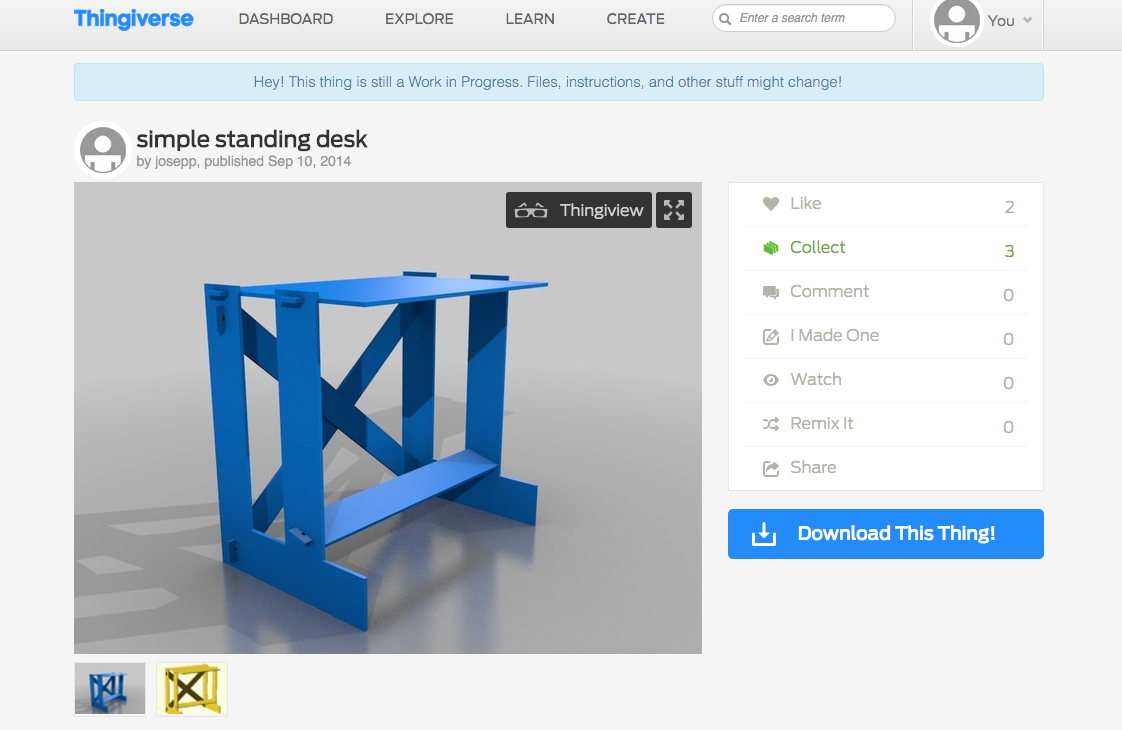 Thingiverse DASHBOARD EXPLORE LEARN CREATE Enter a search term You
Hey! This thing is still a Work in Progress. Files, instructions, and other stuff might change!
simple standing desk
by josepp, published Sep 10, 2014
Thingiview
Like 2
Collect 3
Comment 0
I Made One 0
Watch 0
Remix It 0
Share
Download This Thing!